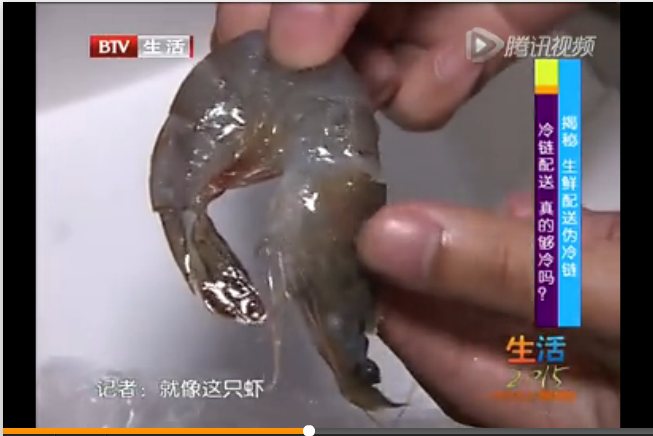 BTV 生活
腾讯视频
揭秘 生鲜配送伪冷链
冷链配送 真的够冷吗?
生活
2015
记者：就像这只虾